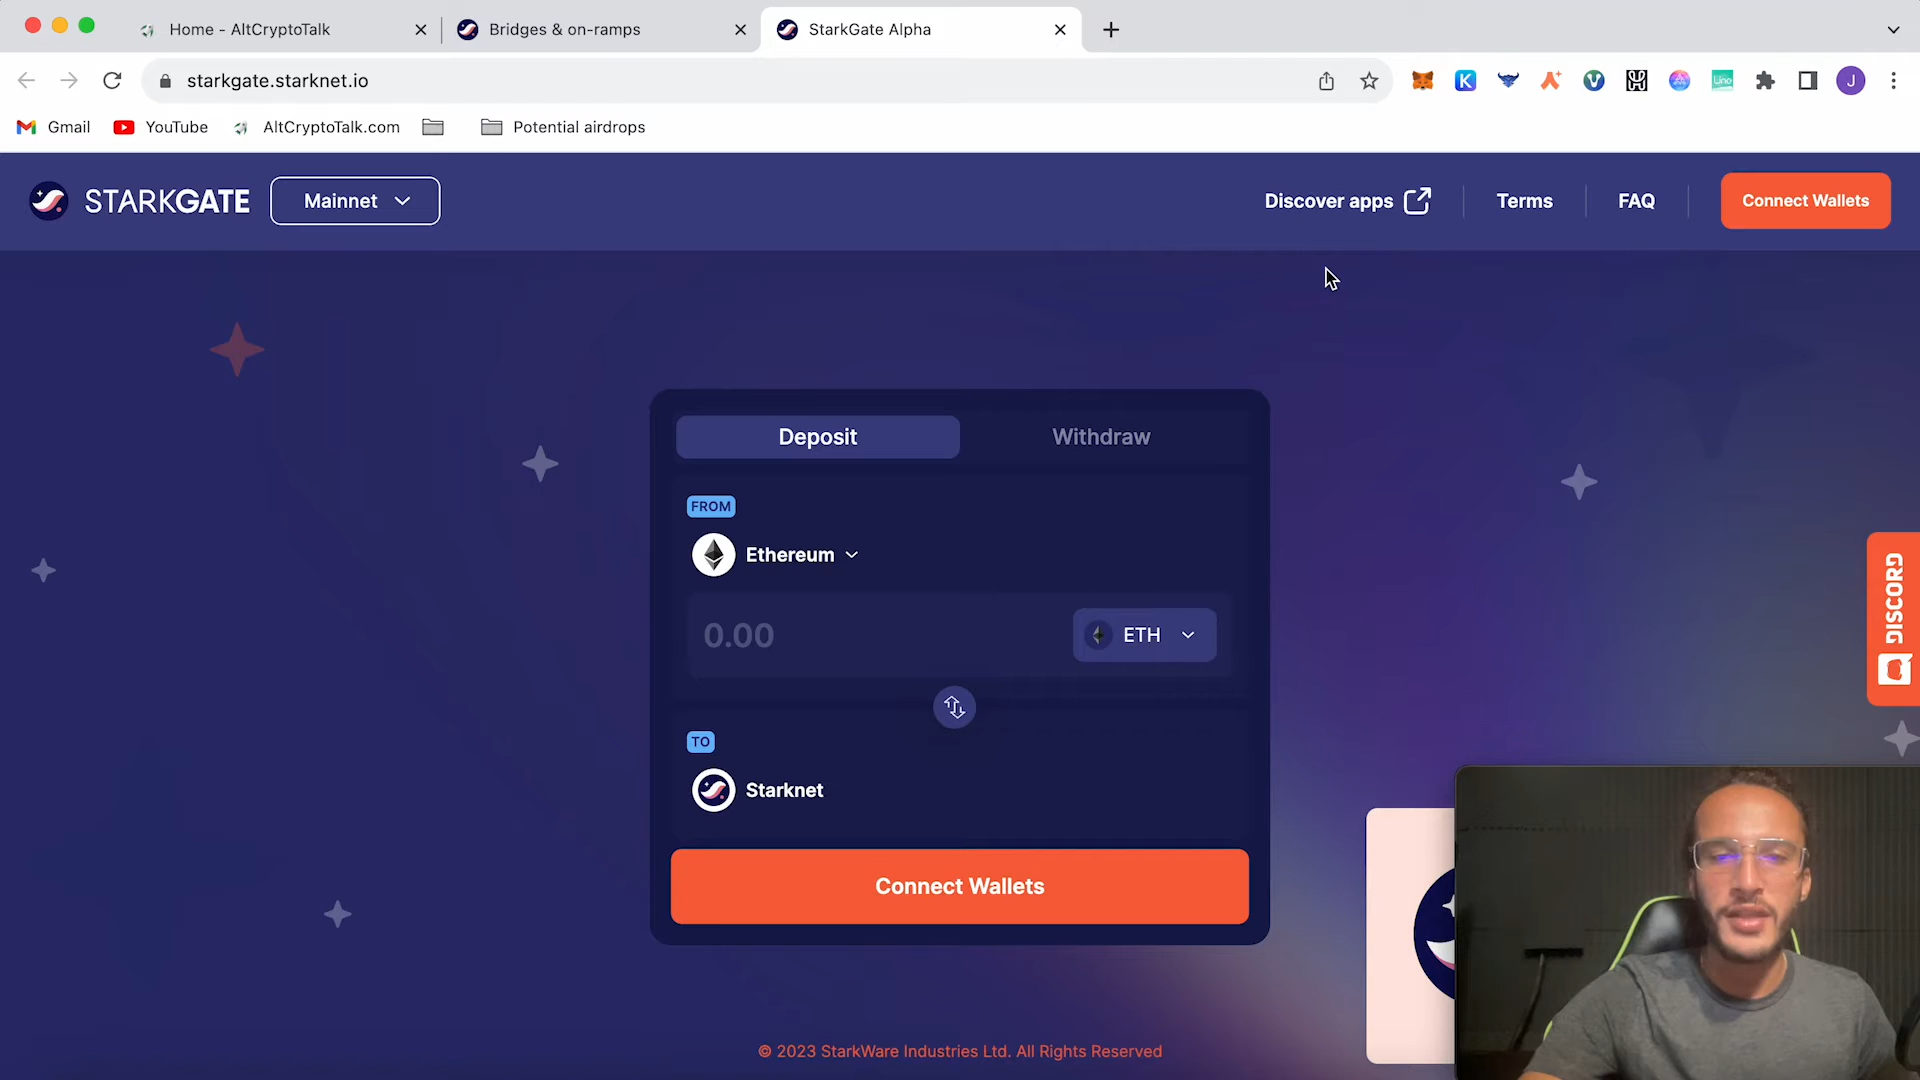 Home - AltCryptoTalk
Bridges & on-ramps
StarkGate Alpha
starkgate.starknet.io
K
Lino
J
Gmail
YouTube
AltCryptoTalk.com
Potential airdrops
STARKGATE
Mainnet
Discover apps
Terms
FAQ
Connect Wallets
Deposit
Withdraw
FROM
Ethereum
0.00
ETH
TO
Starknet
Connect Wallets
DISCORD
© 2023 StarkWare Industries Ltd. All Rights Reserved